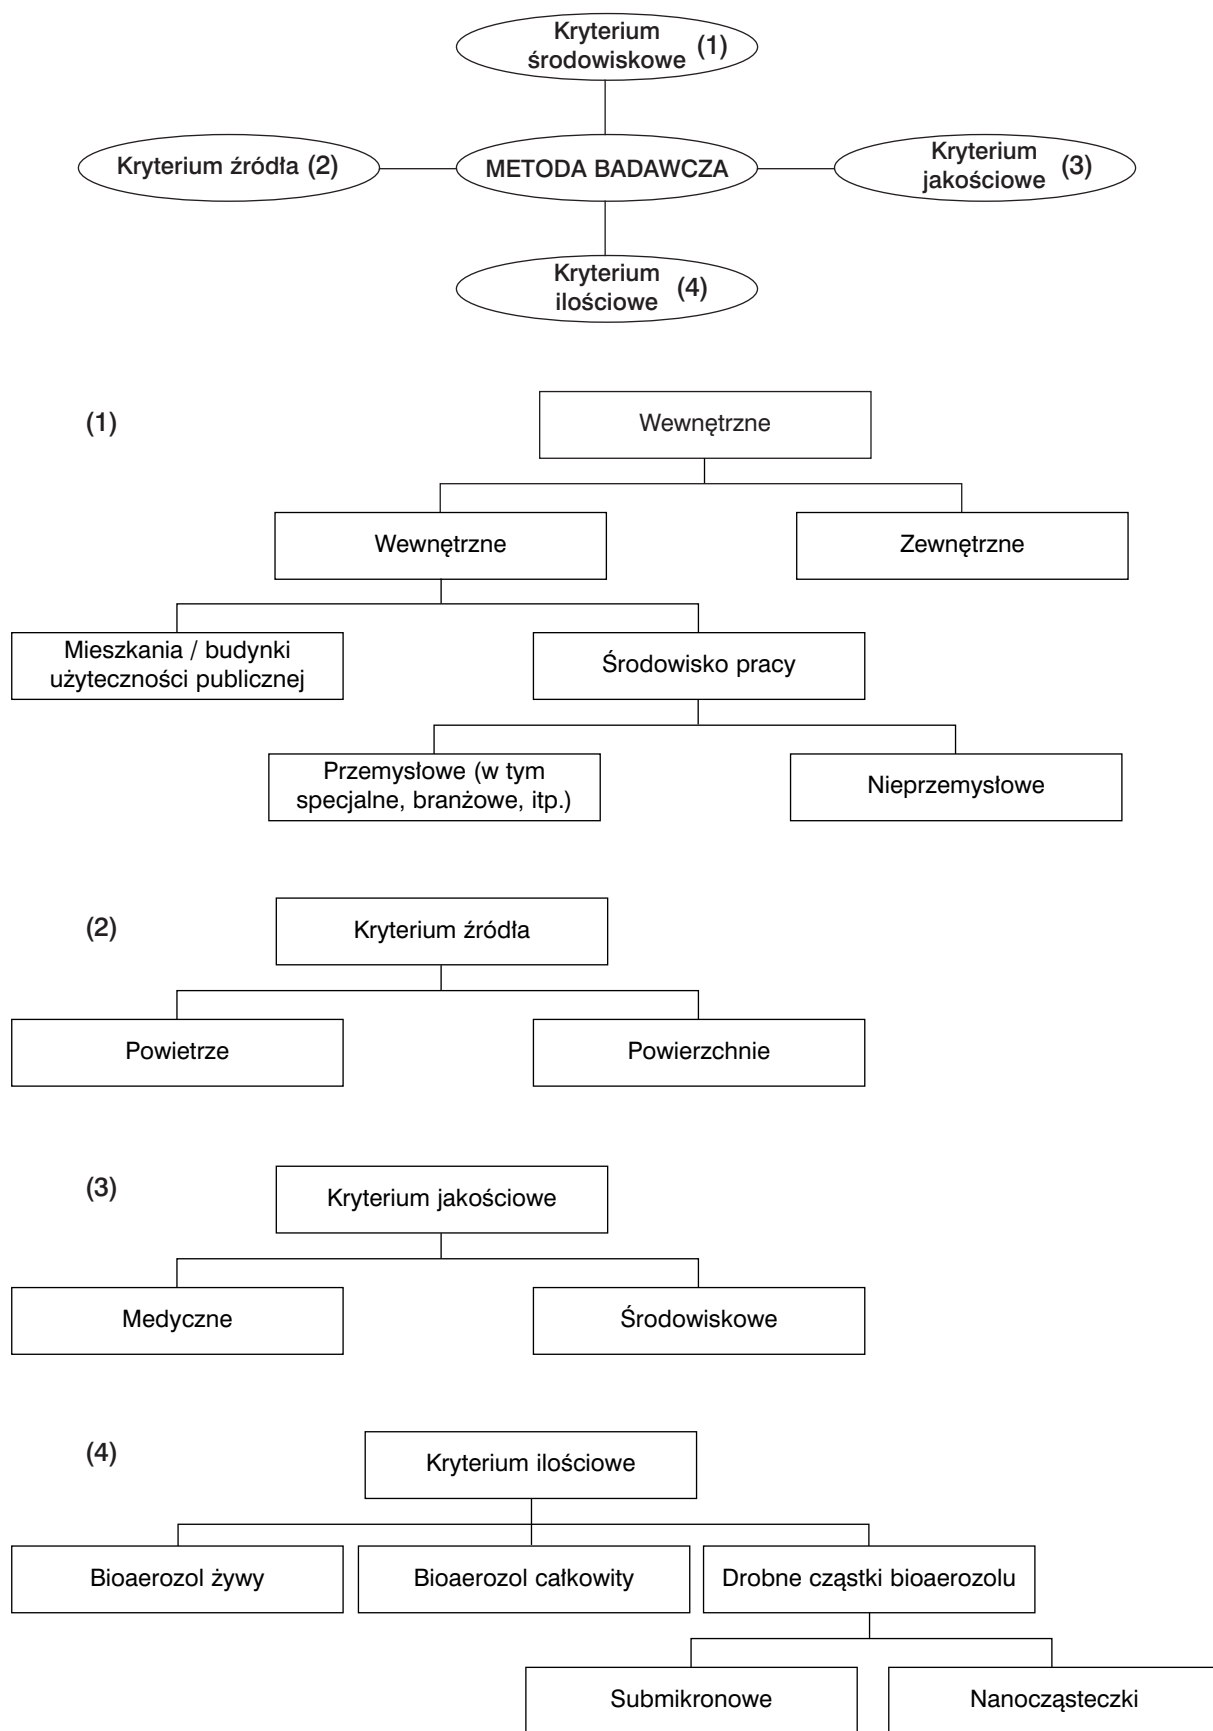 Kryterium
środowiskowe (1)
Kryterium źródła (2)
METODA BADAWCZA
Kryterium
jakościowe (3)
Kryterium
ilościowe (4)
(1)
Wewnętrzne
Wewnętrzne
Zewnętrzne
Mieszkania / budynki
użyteczności publicznej
Środowisko pracy
Przemysłowe (w tym
specjalne, branżowe, itp.)
Nieprzemysłowe
(2)
Kryterium źródła
Powietrze
Powierzchnie
(3)
Kryterium jakościowe
Medyczne
Środowiskowe
(4)
Kryterium ilościowe
Bioaerozol żywy
Bioaerozol całkowity
Drobne cząstki bioaerozolu
Submikronowe
Nanocząsteczki